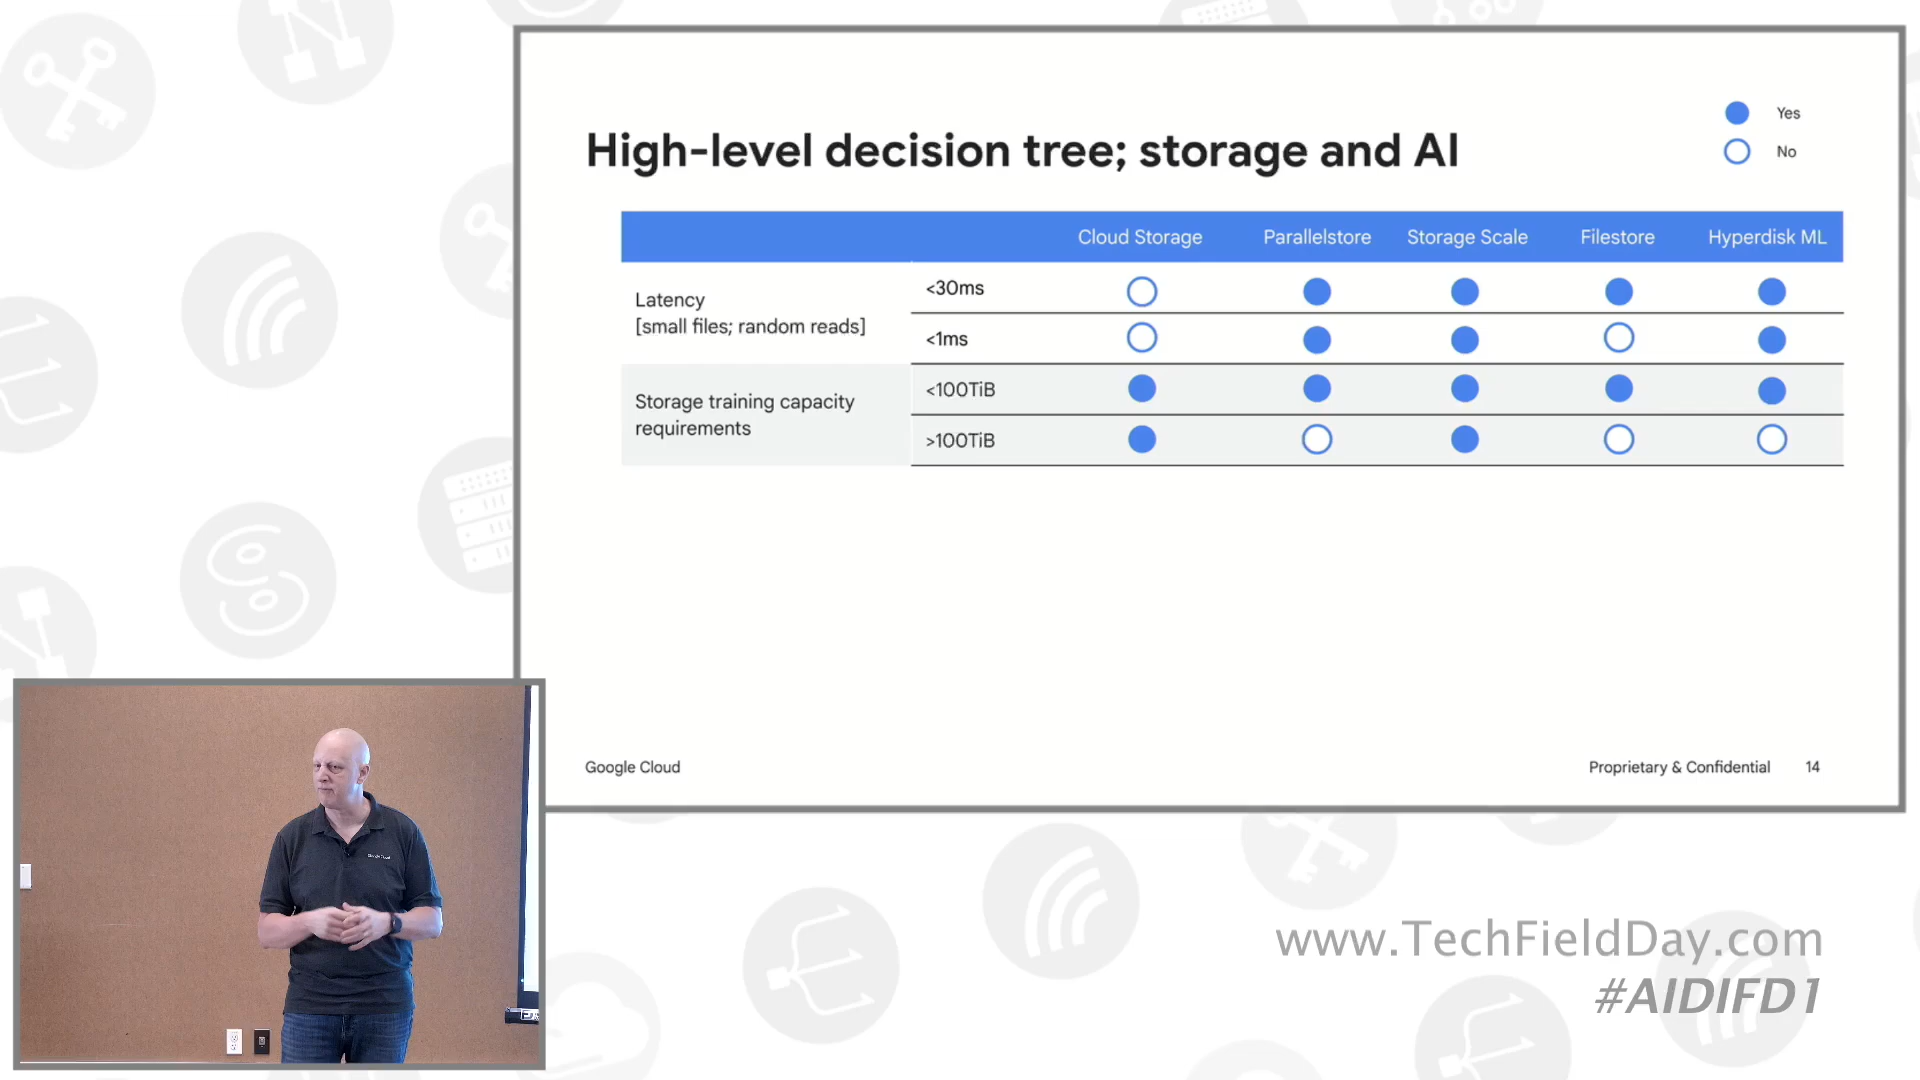 High-level decision tree; storage and AI
Yes
No
Cloud Storage Parallelstore Storage Scale Filestore Hyperdisk ML
Latency
[small files; random reads]
<30ms
<1ms
Storage training capacity
requirements
<100TiB
>100TiB
Google Cloud
Proprietary & Confidential 14
Google Cloud
www.TechFieldDay.com
#AIDIFD1